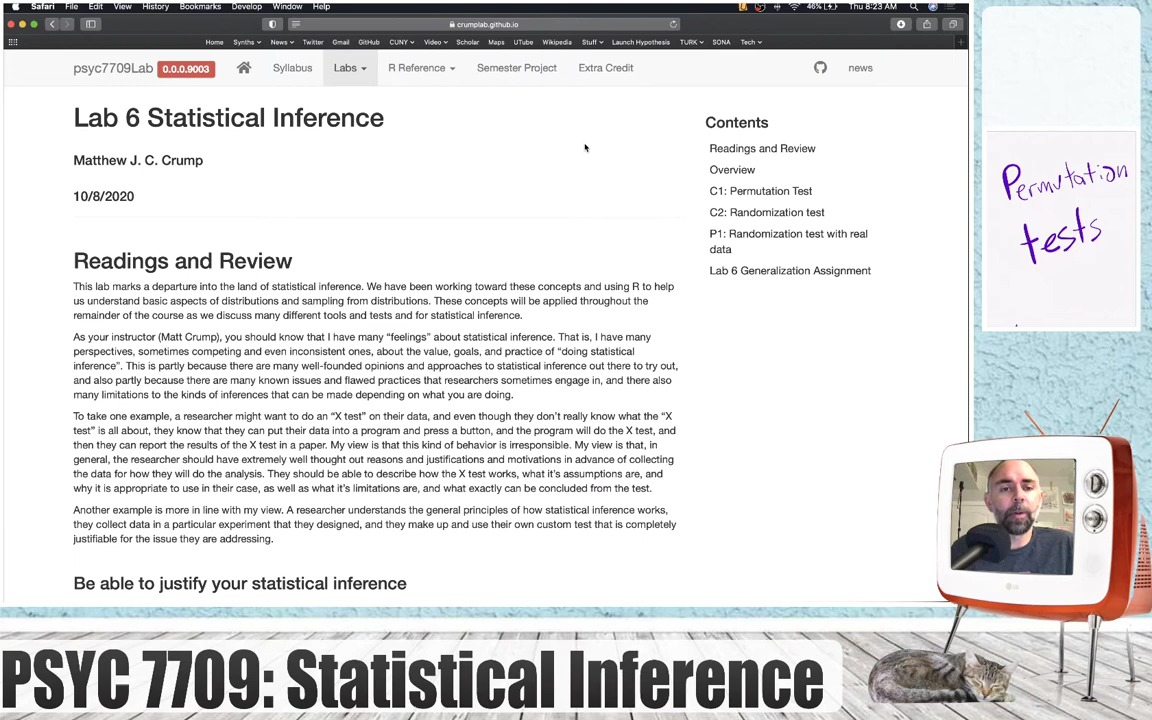 Safari File Edit View History Bookmarks Develop Window Help
46% Thu 8:23 AM
crumplab.github.io
Home Synths News Twitter Gmail GitHub CUNY Video Scholar Maps UTube Wikipedia Stuff Launch Hypothesis TURK SONA Tech
psyc7709Lab 0.0.0.9003 Syllabus Labs R Reference Semester Project Extra Credit news
Lab 6 Statistical Inference
Matthew J. C. Crump
10/8/2020
Readings and Review
This lab marks a departure into the land of statistical inference. We have been working toward these concepts and using R to help
us understand basic aspects of distributions and sampling from distributions. These concepts will be applied throughout the
remainder of the course as we discuss many different tools and tests and for statistical inference.
As your instructor (Matt Crump), you should know that I have many “feelings” about statistical inference. That is, I have many
perspectives, sometimes competing and even inconsistent ones, about the value, goals, and practice of “doing statistical
inference”. This is partly because there are many well-founded opinions and approaches to statistical inference out there to try out,
and also partly because there are many known issues and flawed practices that researchers sometimes engage in, and there also
many limitations to the kinds of inferences that can be made depending on what you are doing.
To take one example, a researcher might want to do an “X test” on their data, and even though they don’t really know what the “X
test” is all about, they know that they can put their data into a program and press a button, and the program will do the X test, and
then they can report the results of the X test in a paper. My view is that this kind of behavior is irresponsible. My view is that, in
general, the researcher should have extremely well thought out reasons and justifications and motivations in advance of collecting
the data for how they will do the analysis. They should be able to describe how the X test works, what it’s assumptions are, and
why it is appropriate to use in their case, as well as what it’s limitations are, and what exactly can be concluded from the test.
Another example is more in line with my view. A researcher understands the general principles of how statistical inference works,
they collect data in a particular experiment that they designed, and they make up and use their own custom test that is completely
justifiable for the issue they are addressing.
Be able to justify your statistical inference
Contents
Readings and Review
Overview
C1: Permutation Test
C2: Randomization test
P1: Randomization test with real
data
Lab 6 Generalization Assignment
Permutation
tests
LG
PSYC 7709: Statistical Inference